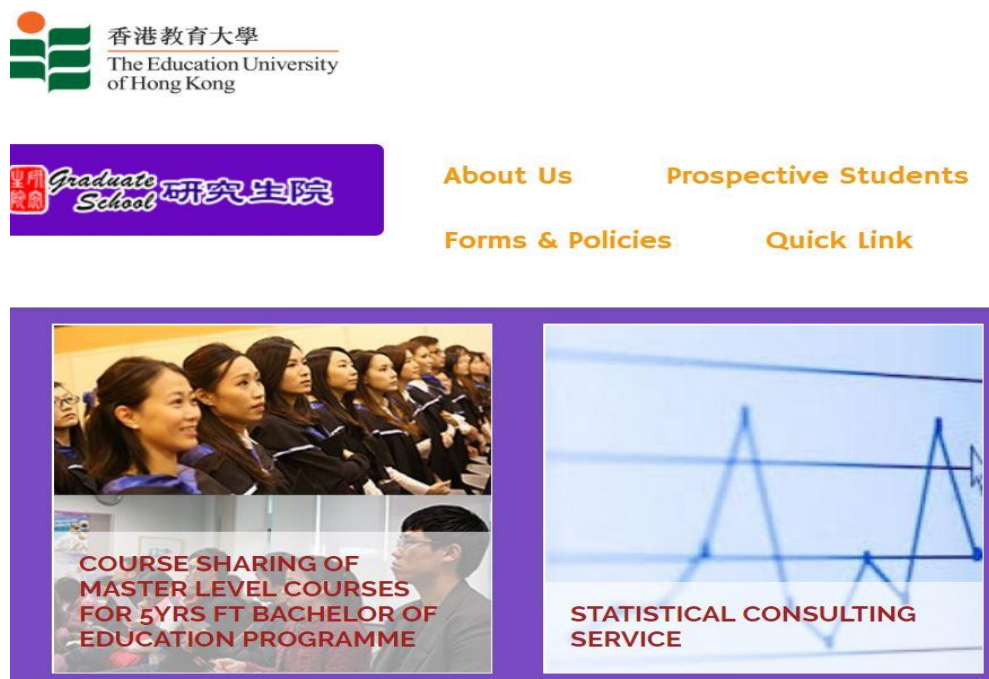 香港教育大學
The Education University
of Hong Kong
Graduate
School
研究生院
About Us
Prospective Students
Forms & Policies
Quick Link
COURSE SHARING OF
MASTER LEVEL COURSES
FOR 5YRS FT BACHELOR OF
EDUCATION PROGRAMME
STATISTICAL CONSULTING
SERVICE